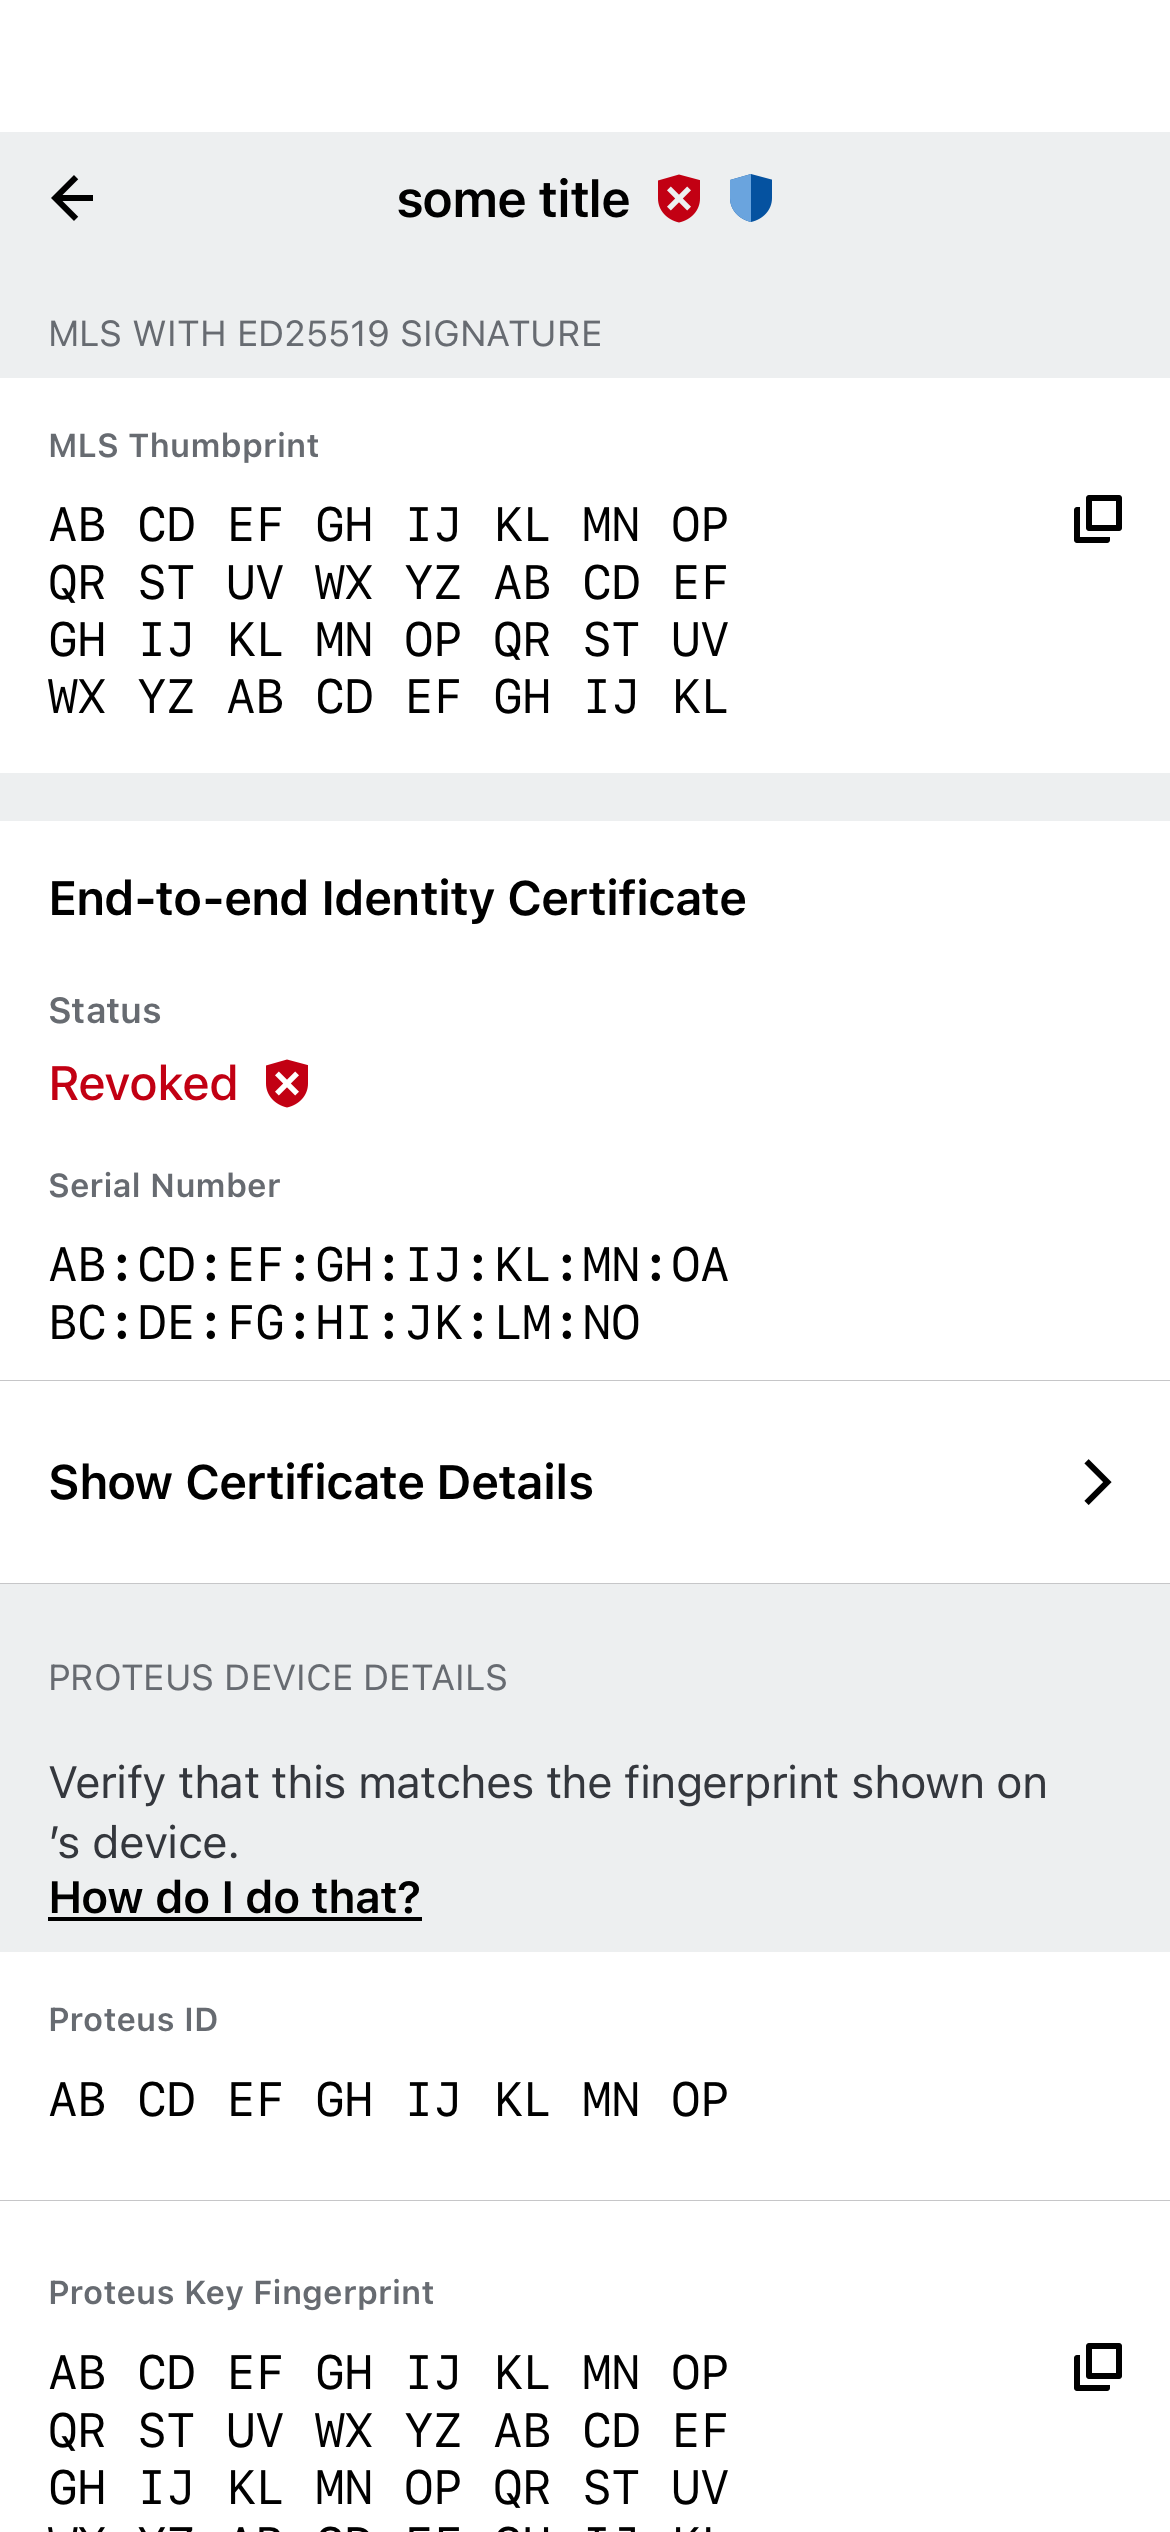 some title
MLS WITH ED25519 SIGNATURE
MLS Thumbprint
AB CD EF GH IJ KL MN OP
QR ST UV WX YZ AB CD EF
GH IJ KL MN OP QR ST UV
WX YZ AB CD EF GH IJ KL
End-to-end Identity Certificate
Status
Revoked
Serial Number
AB:CD:EF:GH:IJ:KL:MN:OA
BC:DE:FG:HI:JK:LM:NO
Show Certificate Details
PROTEUS DEVICE DETAILS
Verify that this matches the fingerprint shown on
’s device.
How do I do that?
Proteus ID
AB CD EF GH IJ KL MN OP
Proteus Key Fingerprint
AB CD EF GH IJ KL MN OP
QR ST UV WX YZ AB CD EF
GH IJ KL MN OP QR ST UV